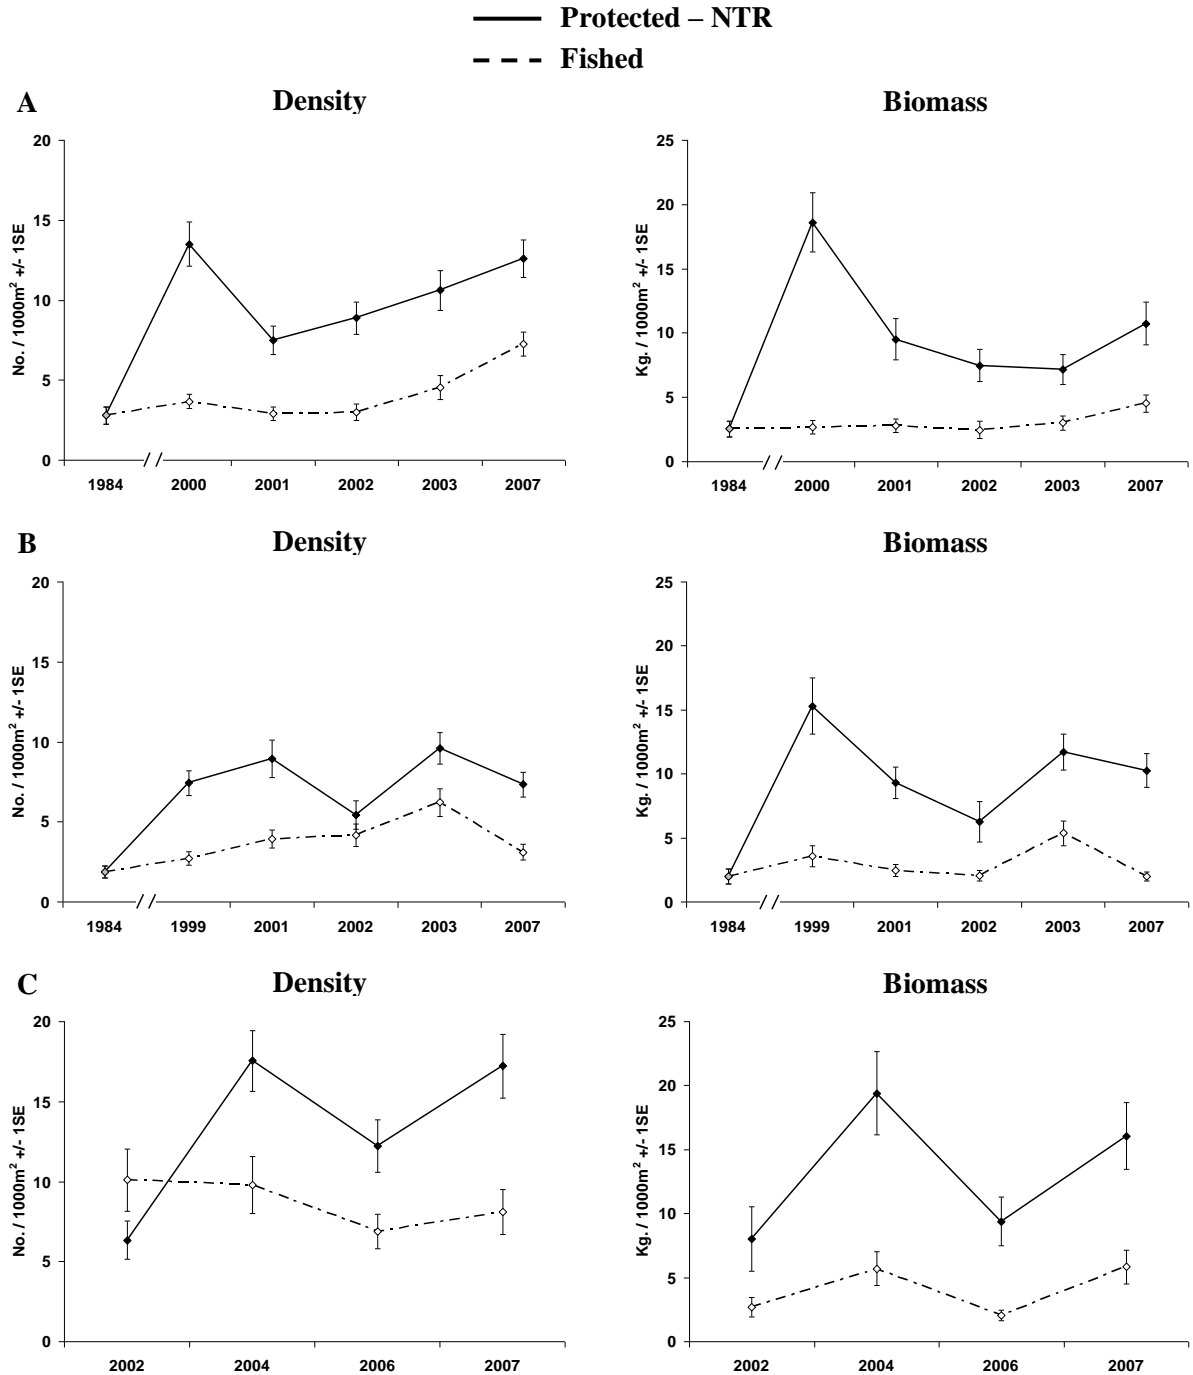 Protected – NTR
Fished
A
Density
Biomass
No. / 1000m² +/- 1SE
20
15
10
5
0
1984 2000 2001 2002 2003 2007
Kg. / 1000m² +/- 1SE
25
20
15
10
5
0
1984 2000 2001 2002 2003 2007
B
Density
Biomass
No. / 1000m² +/- 1SE
20
15
10
5
0
1984 1999 2001 2002 2003 2007
Kg. / 1000m² +/- 1SE
25
20
15
10
5
0
1984 1999 2001 2002 2003 2007
C
Density
Biomass
No. / 1000m² +/- 1SE
20
15
10
5
0
2002 2004 2006 2007
Kg. / 1000m² +/- 1SE
25
20
15
10
5
0
2002 2004 2006 2007